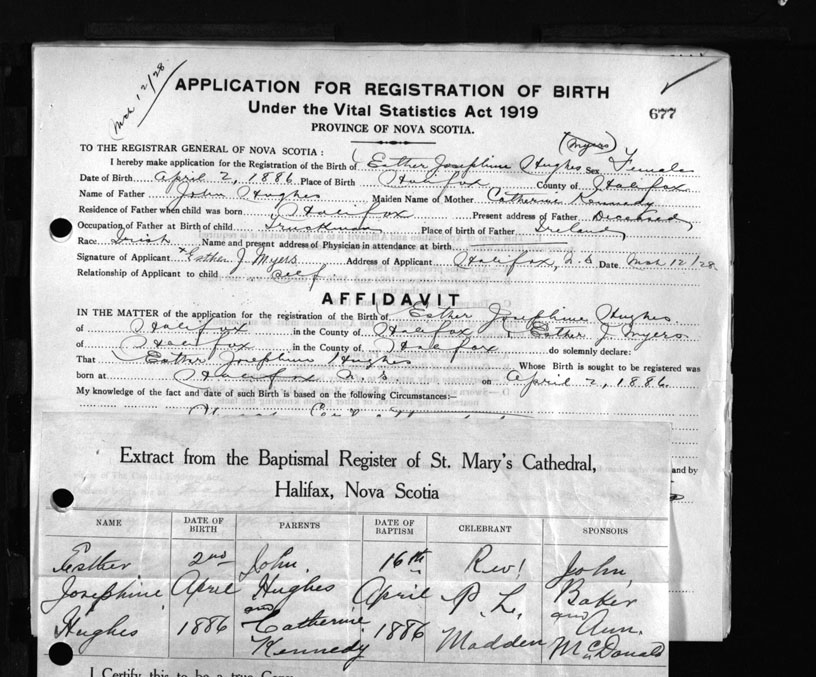 Mch 12/28
APPLICATION FOR REGISTRATION OF BIRTH
Under the Vital Statistics Act 1919
677
PROVINCE OF NOVA SCOTIA.
(Myers)
TO THE REGISTRAR GENERAL OF NOVA SCOTIA:
I hereby make application for the Registration of the Birth of Esther Josephine Hughes Sex Female
Date of Birth April 2, 1886 Place of Birth Halifax County of Halifax
Name of Father John Hughes Maiden Name of Mother Catherine Kennedy
Residence of Father when child was born Halifax Present address of Father Deceased
Occupation of Father at Birth of child Truckman Place of birth of Father Ireland
Race Irish Name and present address of Physician in attendance at birth
Signature of Applicant Esther J Myers Address of Applicant Halifax, N.S Date Mch 12/28
Relationship of Applicant to child self.
AFFIDAVIT
IN THE MATTER of the application for the registration of the Birth of Esther Josephine Hughes
of Halifax in the County of Halifax I, Esther J. Myers
of Halifax in the County of Halifax do solemnly declare:
That Esther Josephine Hughes Whose Birth is sought to be registered was
born at Halifax N.S on April 2, 1886
My knowledge of the fact and date of such Birth is based on the following Circumstances:—
and by
Extract from the Baptismal Register of St. Mary's Cathedral,
Halifax, Nova Scotia
NAME DATE OF BIRTH PARENTS DATE OF BAPTISM CELEBRANT SPONSORS
Esther 2nd John 16th Rev! John
Josephine April Hughes April P L. Baker
Hughes 1886 and Catherine 1886 Madden and Ann
Kennedy McDonald
I Certify this to be a true Copy